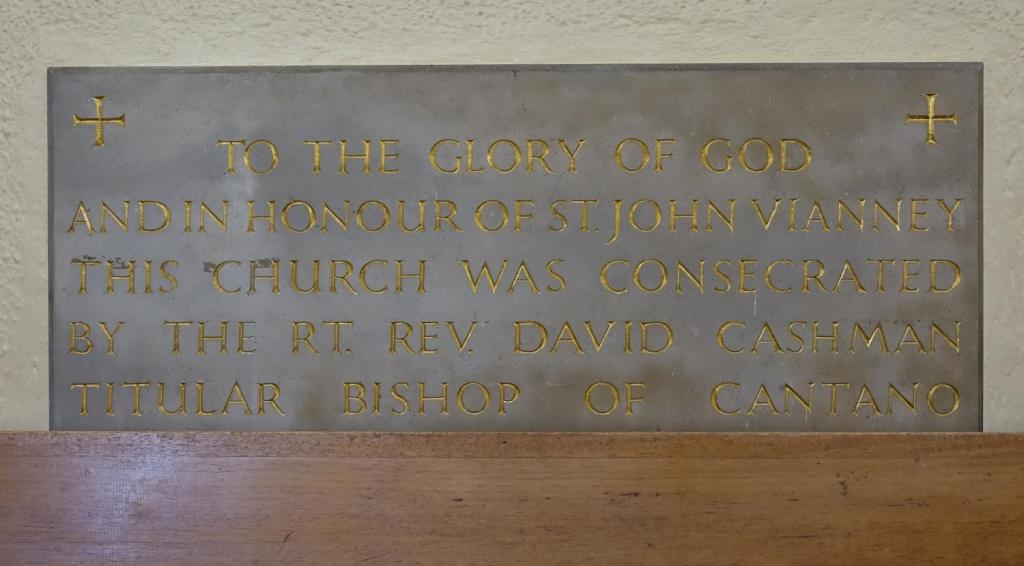 TO THE GLORY OF GOD
AND IN HONOUR OF ST. JOHN VIANNEY
THIS CHURCH WAS CONSECRATED
BY THE RT. REV. DAVID CASHMAN
TITULAR BISHOP OF CANTANO